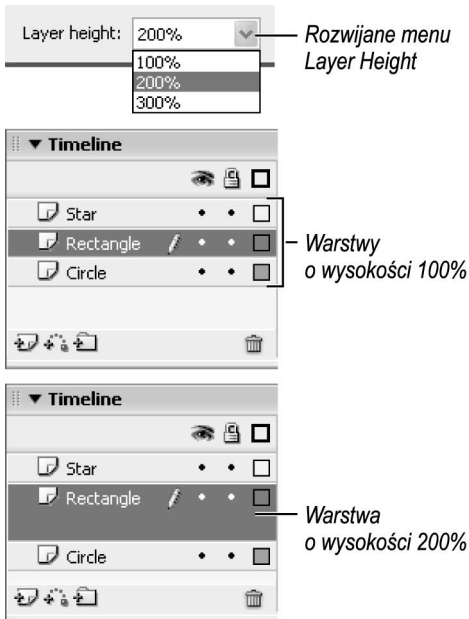 Layer height: 200%
100%
200%
300%
Rozwijane menu
Layer Height
Timeline
Star
Rectangle
Circle
Warstwy
o wysokości 100%
Timeline
Star
Rectangle
Circle
Warstwa
o wysokości 200%